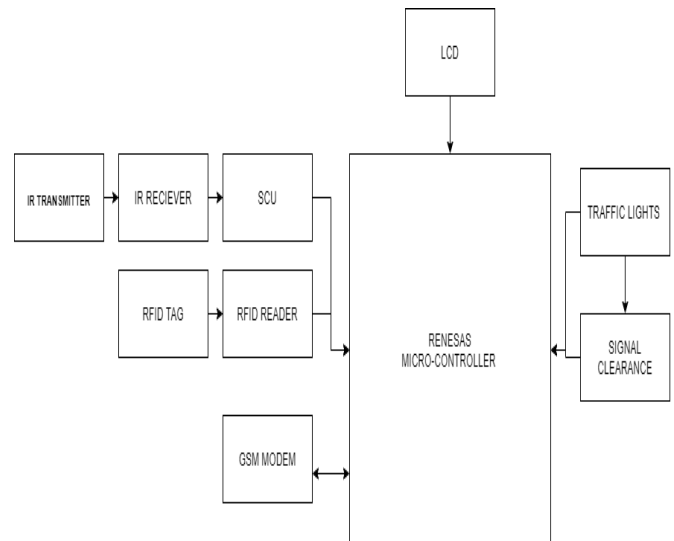 LCD
IR TRANSMITTER
IR RECIEVER
SCU
TRAFFIC LIGHTS
RFID TAG
RFID READER
RENESAS
MICRO-CONTROLLER
SIGNAL
CLEARANCE
GSM MODEM